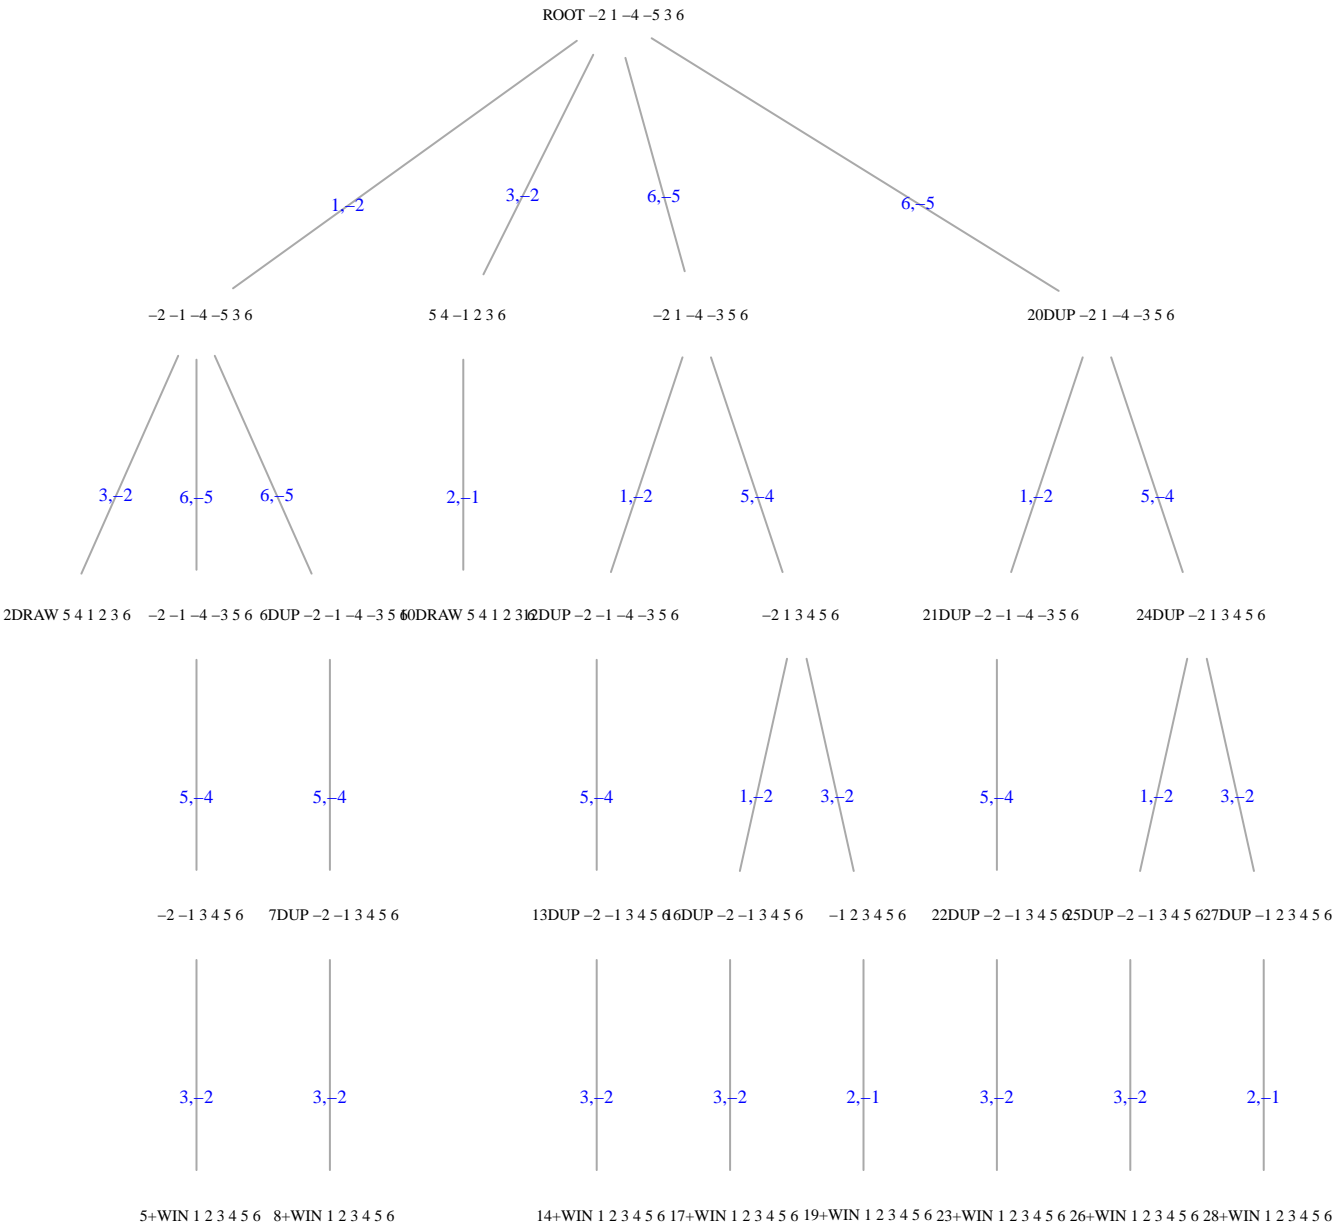 ROOT −2 1 −4 −5 3 6
1,−2 3,−2 6,−5 6,−5
−2 −1 −4 −5 3 6 5 4 −1 2 3 6 −2 1 −4 −3 5 6 20DUP −2 1 −4 −3 5 6
3,−2 6,−5 6,−5 2,−1 1,−2 5,−4 1,−2 5,−4
2DRAW 5 4 1 2 3 6 −2 −1 −4 −3 5 6 6DUP −2 −1 −4 −3 5 6 10DRAW 5 4 1 2 3 6 12DUP −2 −1 −4 −3 5 6 −2 1 3 4 5 6 21DUP −2 −1 −4 −3 5 6 24DUP −2 1 3 4 5 6
5,−4 5,−4 5,−4 1,−2 3,−2 5,−4 1,−2 3,−2
−2 −1 3 4 5 6 7DUP −2 −1 3 4 5 6 13DUP −2 −1 3 4 5 6 16DUP −2 −1 3 4 5 6 −1 2 3 4 5 6 22DUP −2 −1 3 4 5 6 25DUP −2 −1 3 4 5 6 27DUP −1 2 3 4 5 6
3,−2 3,−2 3,−2 3,−2 2,−1 3,−2 3,−2 2,−1
5+WIN 1 2 3 4 5 6 8+WIN 1 2 3 4 5 6 14+WIN 1 2 3 4 5 6 17+WIN 1 2 3 4 5 6 19+WIN 1 2 3 4 5 6 23+WIN 1 2 3 4 5 6 26+WIN 1 2 3 4 5 6 28+WIN 1 2 3 4 5 6